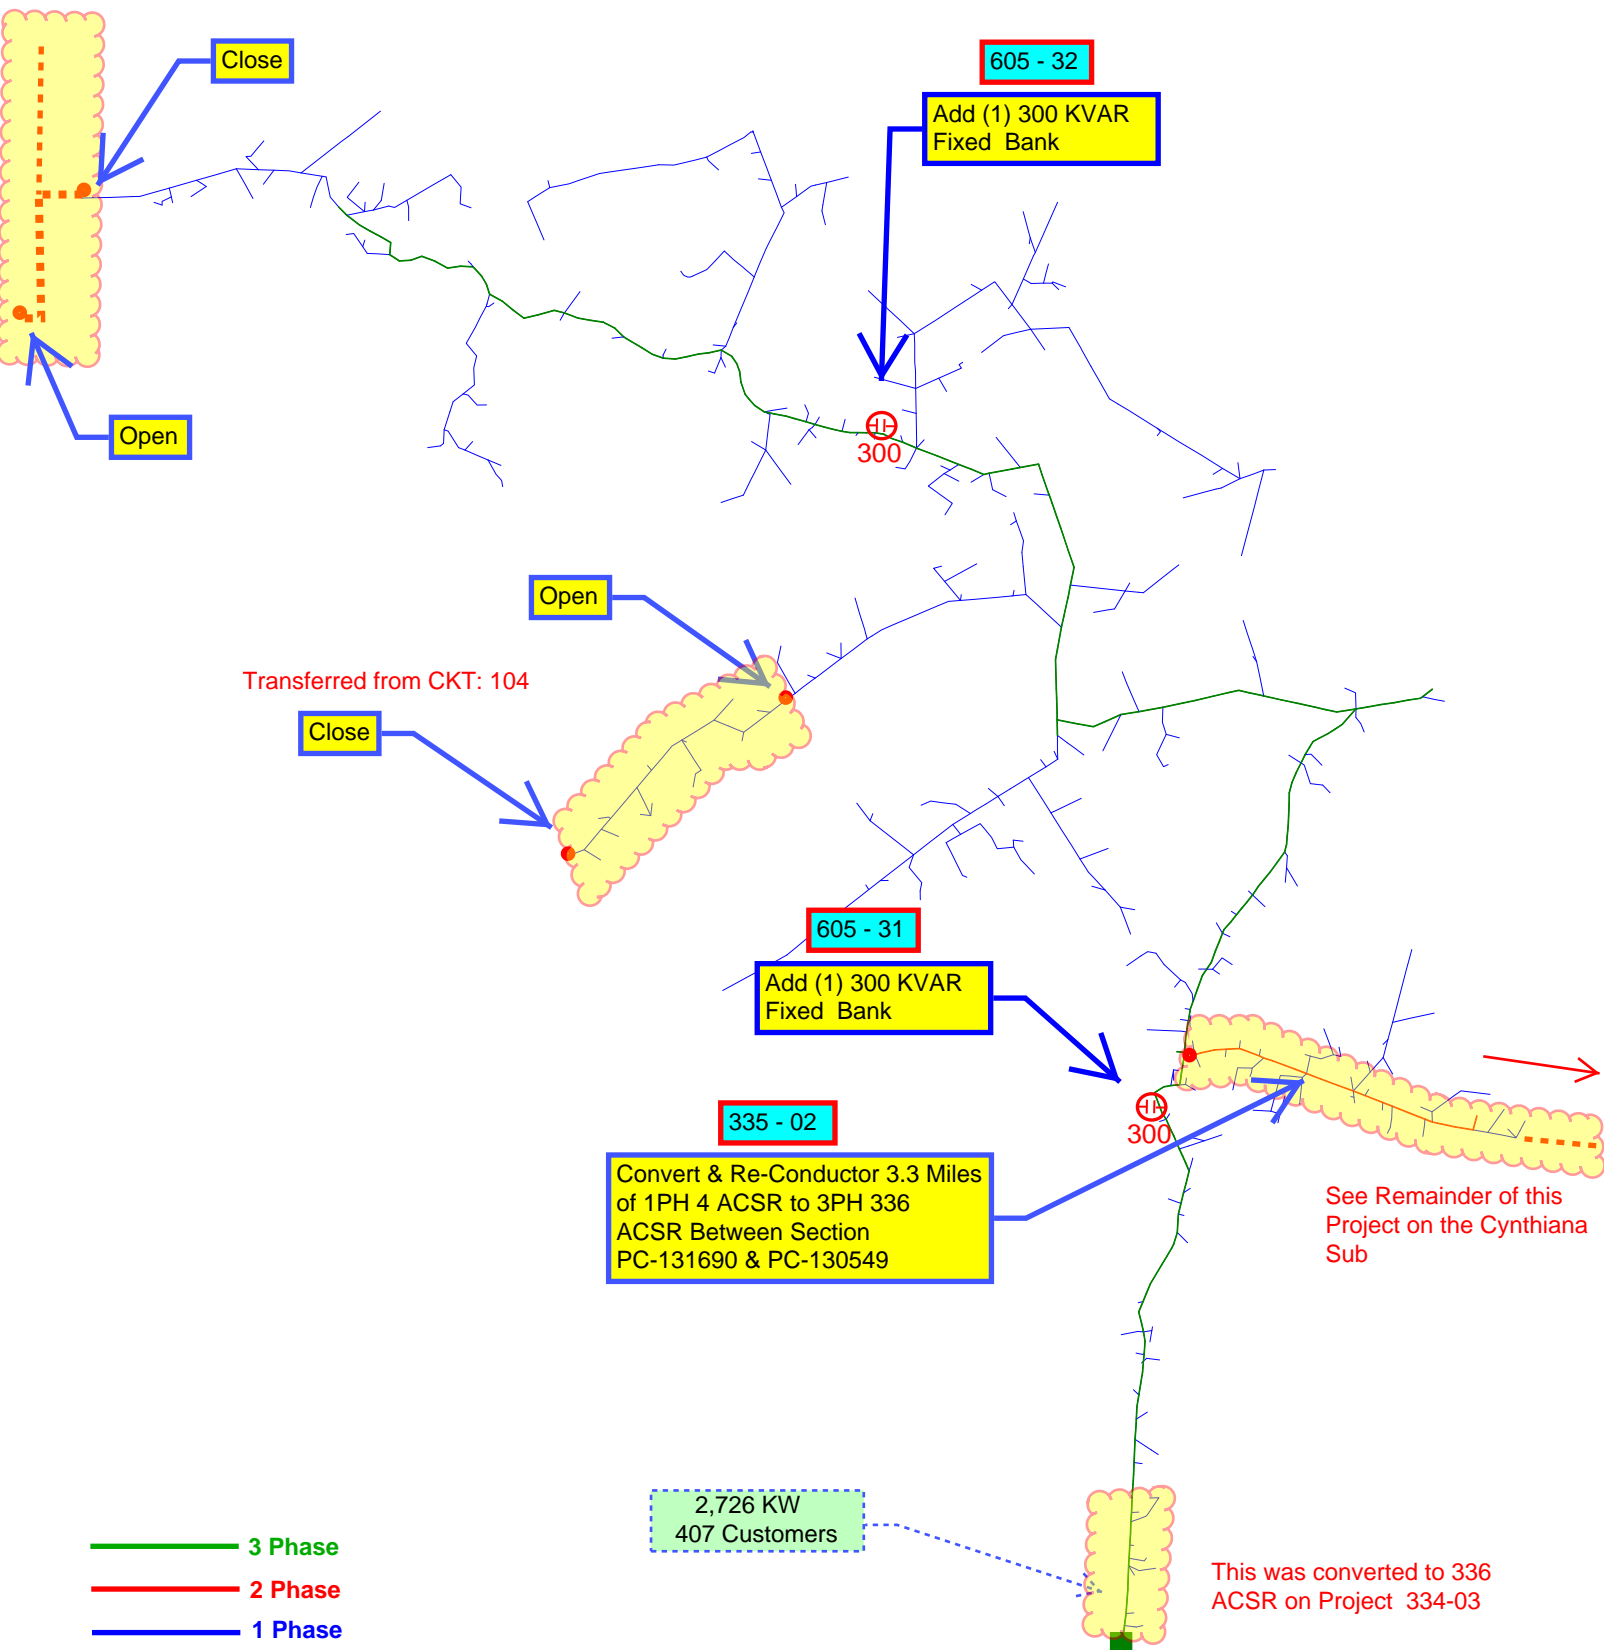 Close
605 - 32
Add (1) 300 KVAR
Fixed Bank
Open
300
Open
Transferred from CKT: 104
Close
605 - 31
Add (1) 300 KVAR
Fixed Bank
300
335 - 02
Convert & Re-Conductor 3.3 Miles
of 1PH 4 ACSR to 3PH 336
ACSR Between Section
PC-131690 & PC-130549
See Remainder of this
Project on the Cynthiana
Sub
2,726 KW
407 Customers
This was converted to 336
ACSR on Project 334-03
3 Phase
2 Phase
1 Phase